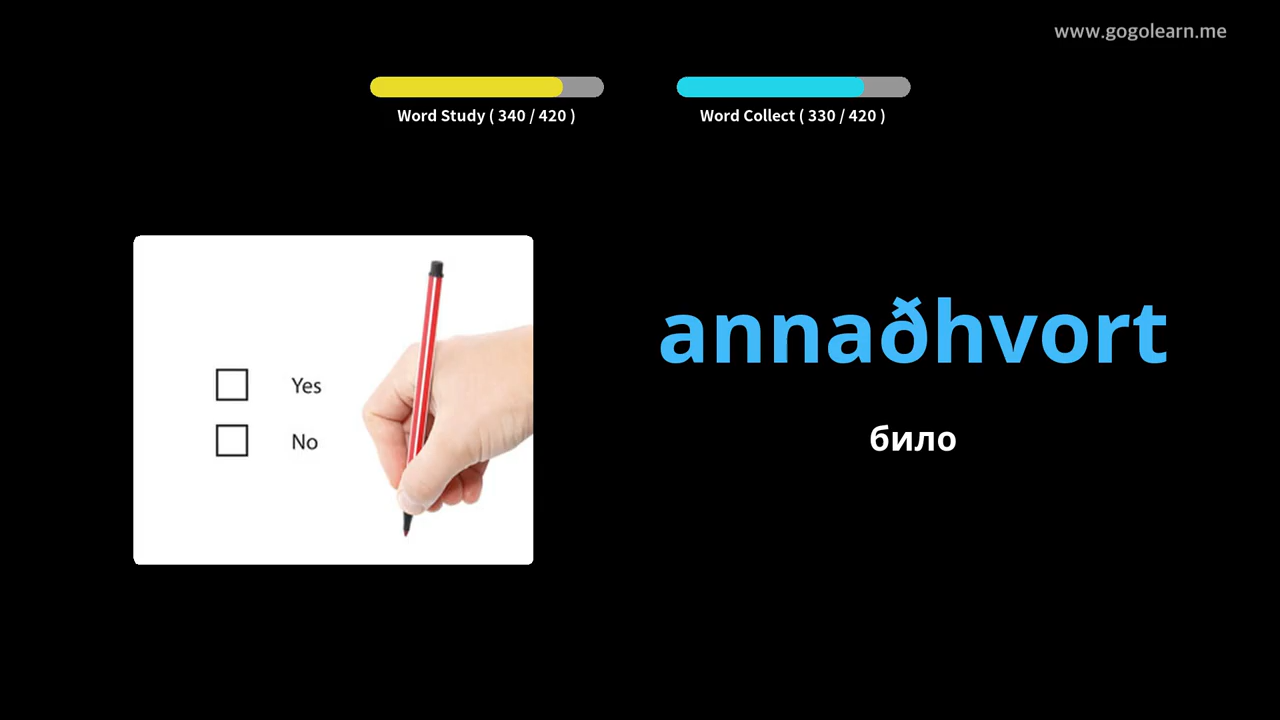 www.gogolearn.me
Word Study ( 340 / 420 )
Word Collect ( 330 / 420 )
Yes
No
annaðhvort
било